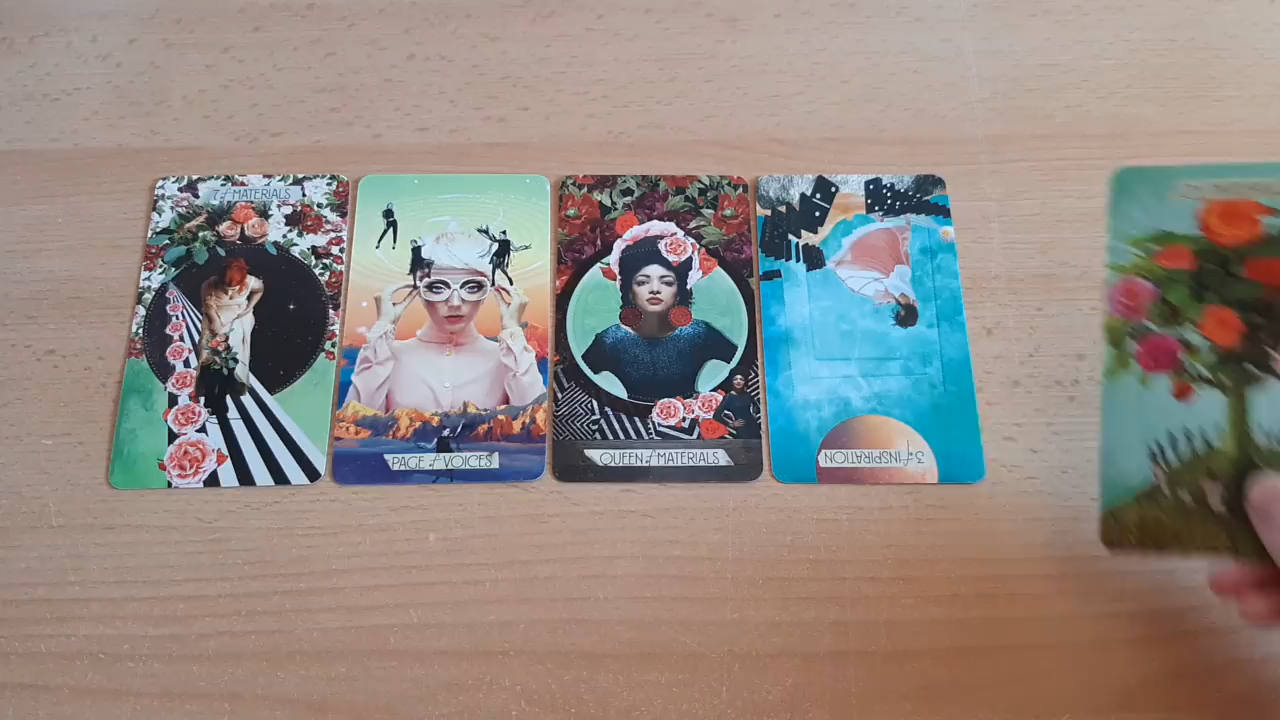 7 of MATERIALS
PAGE of VOICES
QUEEN of MATERIALS
3 of INSPIRATION